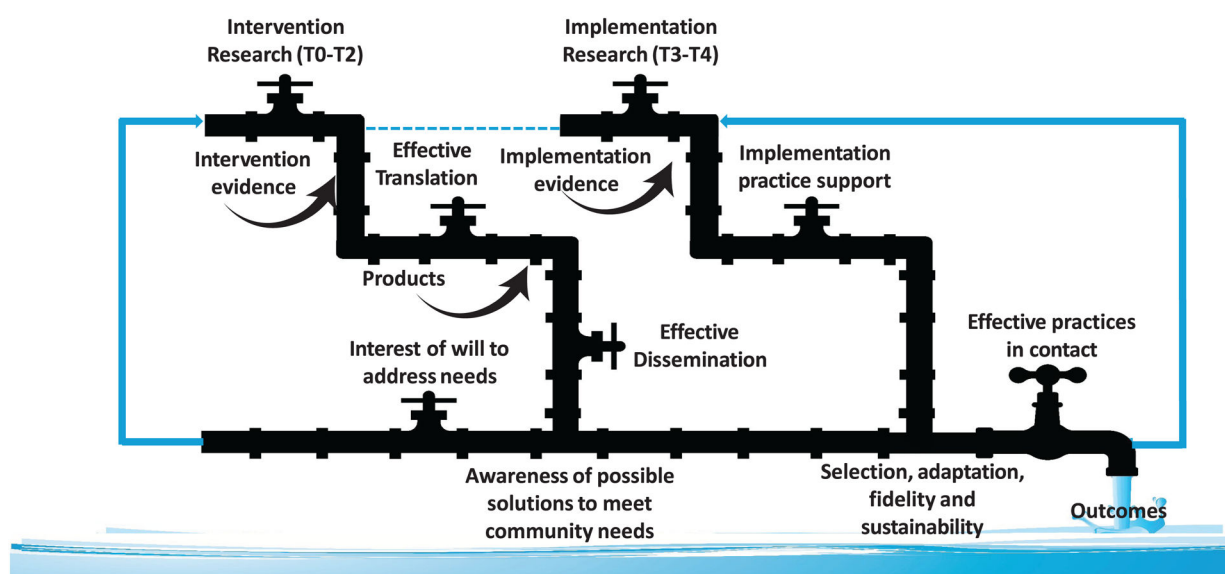 Intervention
Research (T0-T2)
Implementation
Research (T3-T4)
Intervention
evidence
Effective
Translation
Implementation
evidence
Implementation
practice support
Products
Effective
Dissemination
Effective practices
in contact
Interest of will to
address needs
Awareness of possible
solutions to meet
community needs
Selection, adaptation,
fidelity and
sustainability
Outcomes